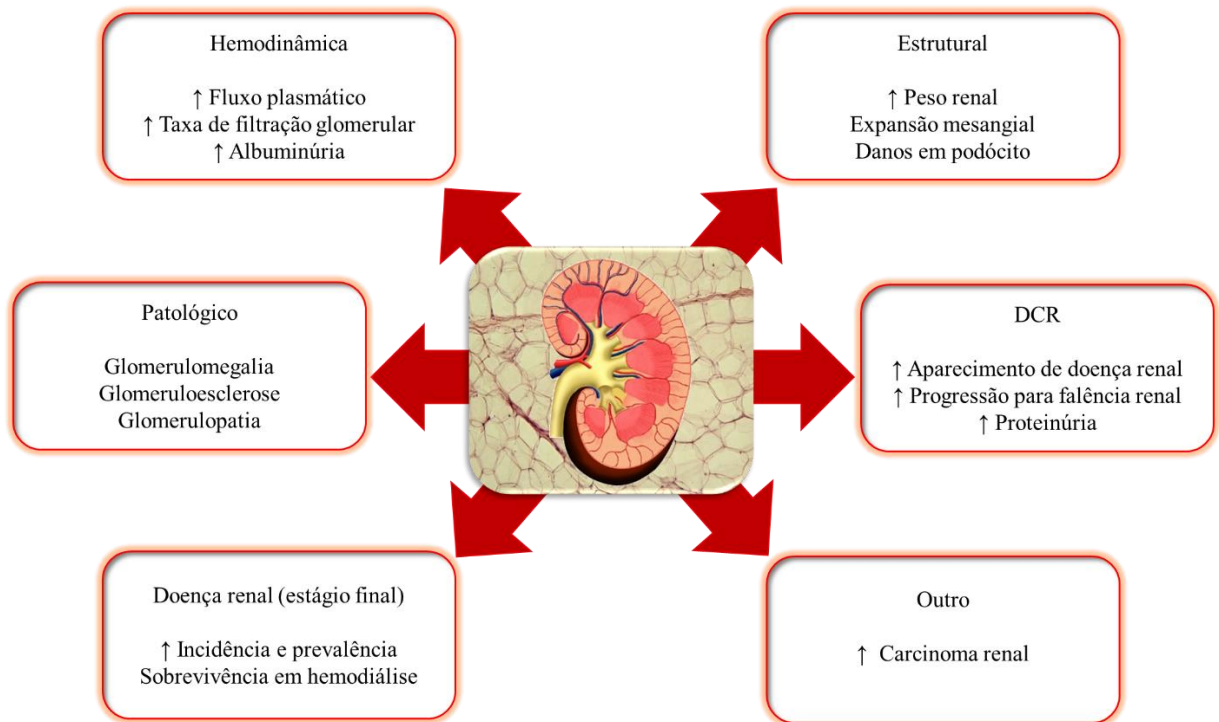 Hemodinâmica
↑ Fluxo plasmático
↑ Taxa de filtração glomerular
↑ Albuminúria
Estrutural
↑ Peso renal
Expansão mesangial
Danos em podócito
Patológico
Glomerulomegalia
Glomeruloesclerose
Glomerulopatia
DCR
↑ Aparecimento de doença renal
↑ Progressão para falência renal
↑ Proteinúria
Doença renal (estágio final)
↑ Incidência e prevalência
Sobrevivência em hemodiálise
Outro
↑ Carcinoma renal